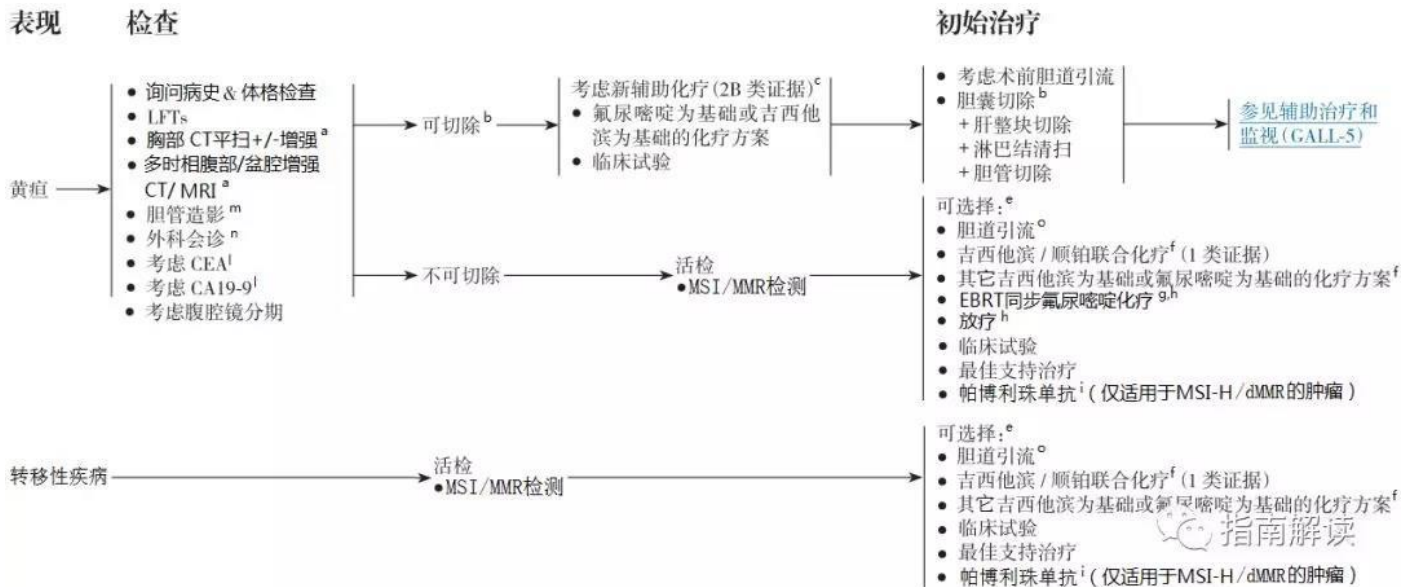 表现
检查
初始治疗
黄疸
• 询问病史 & 体格检查
• LFTs
• 胸部 CT平扫+/-增强a
• 多时相腹部/盆腔增强
CT/ MRI a
• 胆管造影 m
• 外科会诊 n
• 考虑 CEAl
• 考虑 CA19-9l
• 考虑腹腔镜分期
可切除b
考虑新辅助化疗(2B 类证据)c
• 氟尿嘧啶为基础或吉西他
滨为基础的化疗方案
• 临床试验
• 考虑术前胆道引流
• 胆囊切除b
+ 肝整块切除
+ 淋巴结清扫
+ 胆管切除
参见辅助治疗和
监视(GALL-5)
不可切除
活检
•MSI/MMR检测
可选择:e
• 胆道引流o
• 吉西他滨 / 顺铂联合化疗f (1 类证据)
• 其它吉西他滨为基础或氟尿嘧啶为基础的化疗方案f
• EBRT同步氟尿嘧啶化疗 g,h
• 放疗 h
• 临床试验
• 最佳支持治疗
• 帕博利珠单抗i ( 仅适用于MSI-H/dMMR的肿瘤 )
转移性疾病
活检
•MSI/MMR检测
可选择:e
• 胆道引流o
• 吉西他滨 / 顺铂联合化疗f (1 类证据)
• 其它吉西他滨为基础或氟尿嘧啶为基础的化疗方案f
• 临床试验
• 最佳支持治疗
• 帕博利珠单抗i ( 仅适用于MSI-H/dMMR的肿瘤 )
指南解读